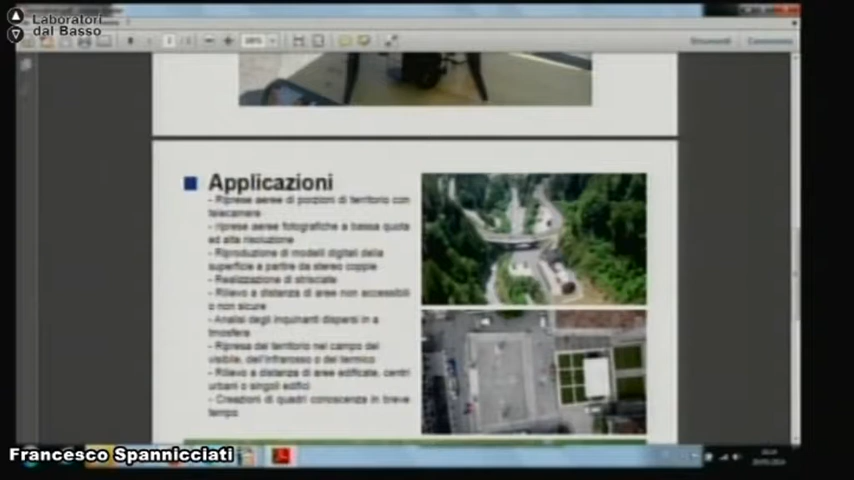 Laboratori
dal Basso
Applicazioni
- Riprese aeree di porzioni di territorio con
telecamere
- riprese aeree fotografiche a bassa quota
ed alta risoluzione
- Riproduzione di modelli digitali della
superficie a partire da stereo coppie
- Realizzazione di strisciate
- Rilievo a distanza di aree non accessibili
o non sicure
- Analisi degli inquinanti dispersi in a
tmosfera
- Ripresa del territorio nel campo del
visibile, dell'infrarosso o del termico
- Rilievo a distanza di aree edificate, centri
urbani o singoli edifici
- Creazioni di quadri conoscenza in breve
tempo
Francesco Spannicciati